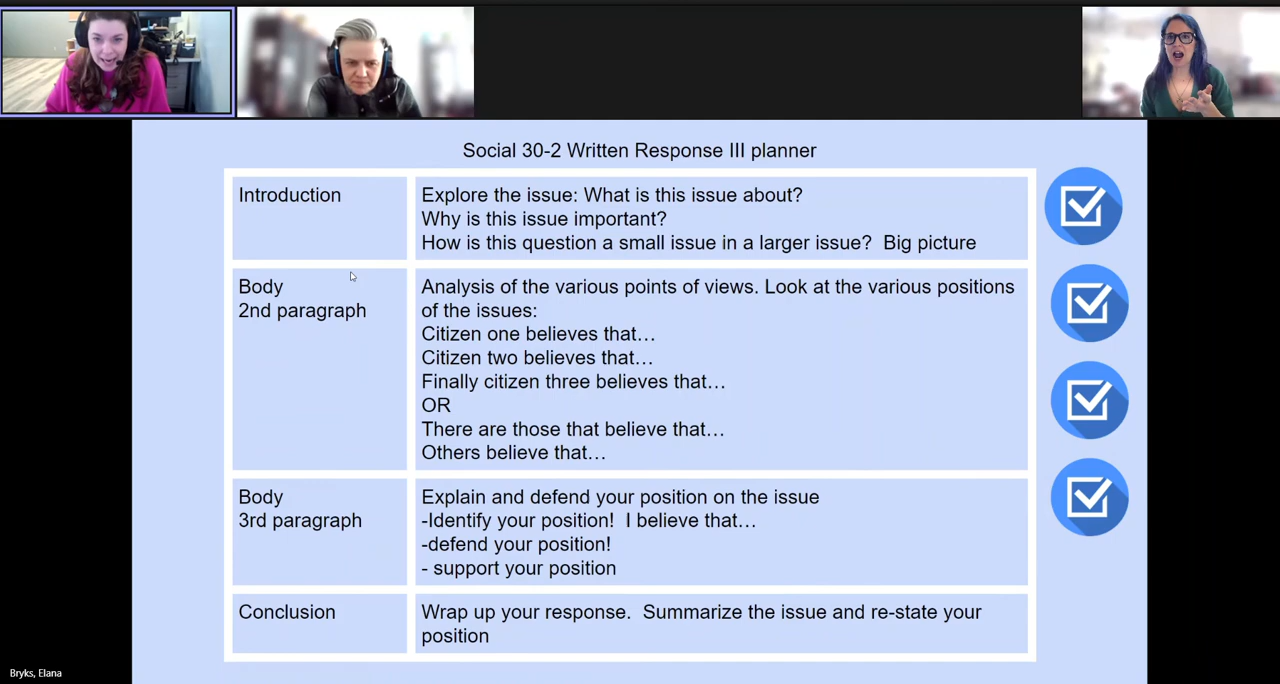 Social 30-2 Written Response III planner
Introduction
Explore the issue: What is this issue about?
Why is this issue important?
How is this question a small issue in a larger issue?  Big picture
Body
2nd paragraph
Analysis of the various points of views. Look at the various positions
of the issues:
Citizen one believes that…
Citizen two believes that…
Finally citizen three believes that…
OR
There are those that believe that…
Others believe that…
Body
3rd paragraph
Explain and defend your position on the issue
-Identify your position!  I believe that…
-defend your position!
- support your position
Conclusion
Wrap up your response.  Summarize the issue and re-state your
position
Bryks, Elana